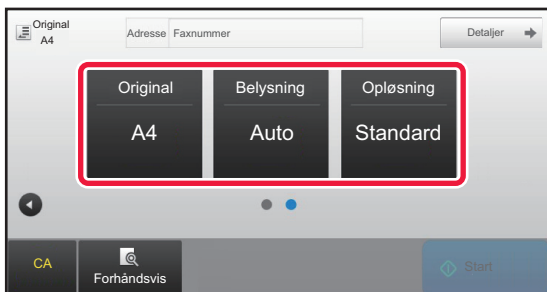 Original
A4
Adresse Faxnummer
Detaljer
Original Belysning Opløsning
A4 Auto Standard
CA
Forhåndsvis
Start